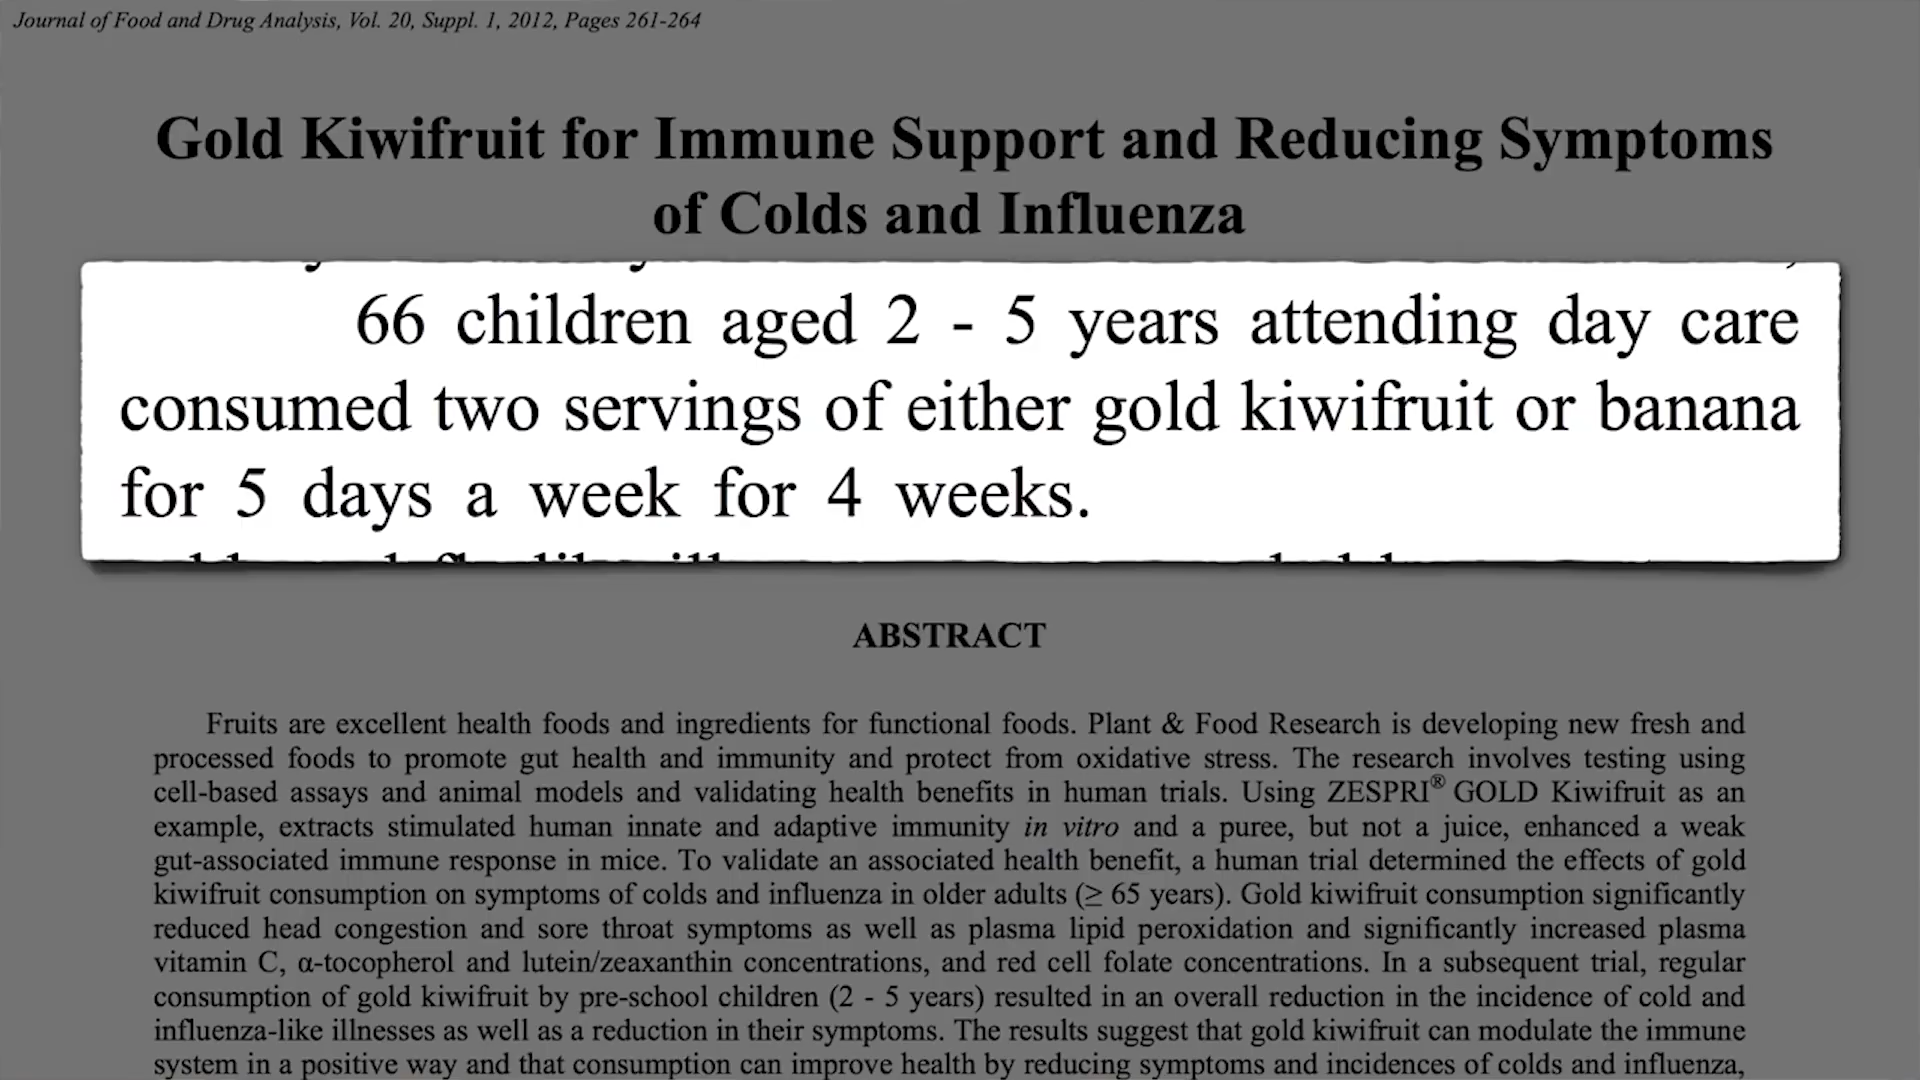 Journal of Food and Drug Analysis, Vol. 20, Suppl. 1, 2012, Pages 261-264
Gold Kiwifruit for Immune Support and Reducing Symptoms
of Colds and Influenza
66 children aged 2 - 5 years attending day care
consumed two servings of either gold kiwifruit or banana
for 5 days a week for 4 weeks.
ABSTRACT
Fruits are excellent health foods and ingredients for functional foods. Plant & Food Research is developing new fresh and
processed foods to promote gut health and immunity and protect from oxidative stress. The research involves testing using
cell-based assays and animal models and validating health benefits in human trials. Using ZESPRI® GOLD Kiwifruit as an
example, extracts stimulated human innate and adaptive immunity in vitro and a puree, but not a juice, enhanced a weak
gut-associated immune response in mice. To validate an associated health benefit, a human trial determined the effects of gold
kiwifruit consumption on symptoms of colds and influenza in older adults (≥ 65 years). Gold kiwifruit consumption significantly
reduced head congestion and sore throat symptoms as well as plasma lipid peroxidation and significantly increased plasma
vitamin C, α-tocopherol and lutein/zeaxanthin concentrations, and red cell folate concentrations. In a subsequent trial, regular
consumption of gold kiwifruit by pre-school children (2 - 5 years) resulted in an overall reduction in the incidence of cold and
influenza-like illnesses as well as a reduction in their symptoms. The results suggest that gold kiwifruit can modulate the immune
system in a positive way and that consumption can improve health by reducing symptoms and incidences of colds and influenza,